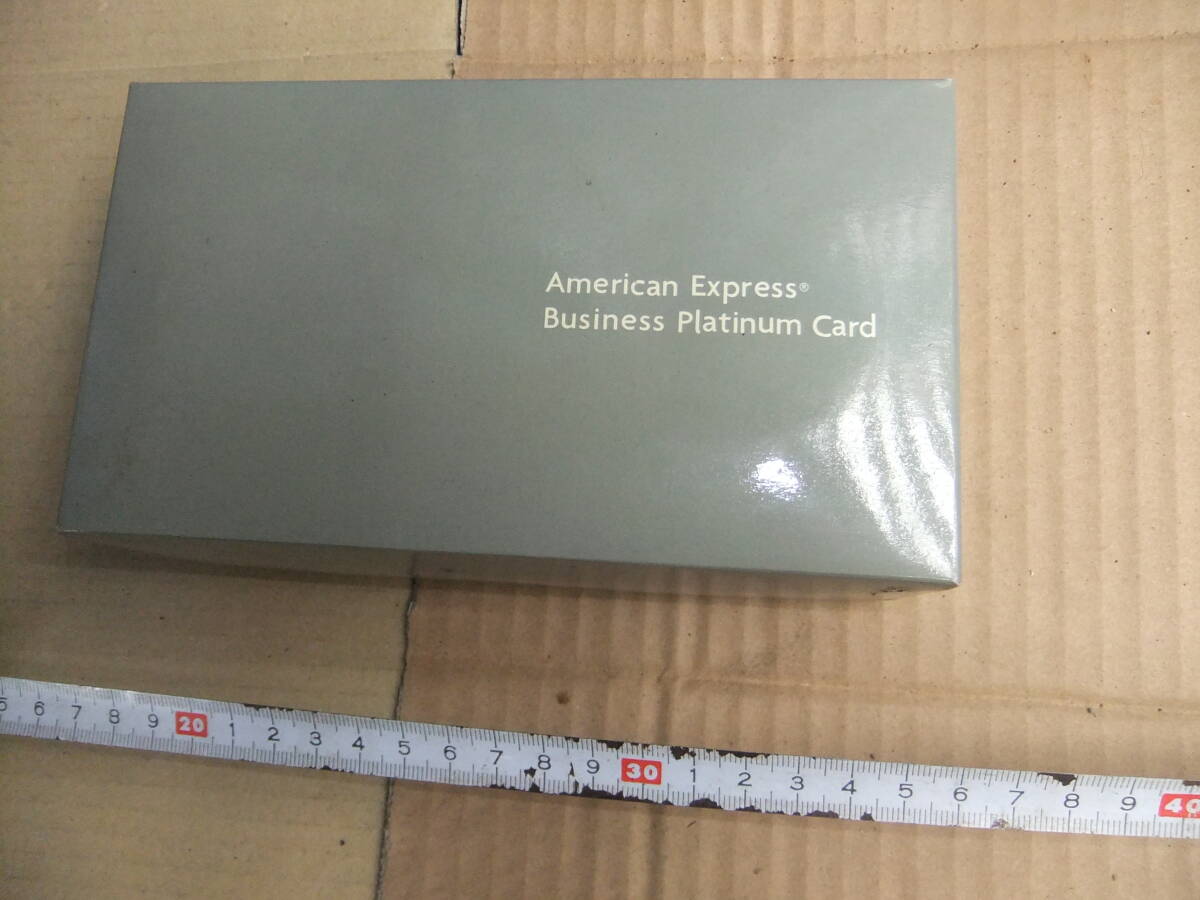 American Express®
Business Platinum Card
5 6 7 8 9 20 1 2 3 4 5 6 7 8 9 30 1 2 3 4 5 6 7 8 9 40